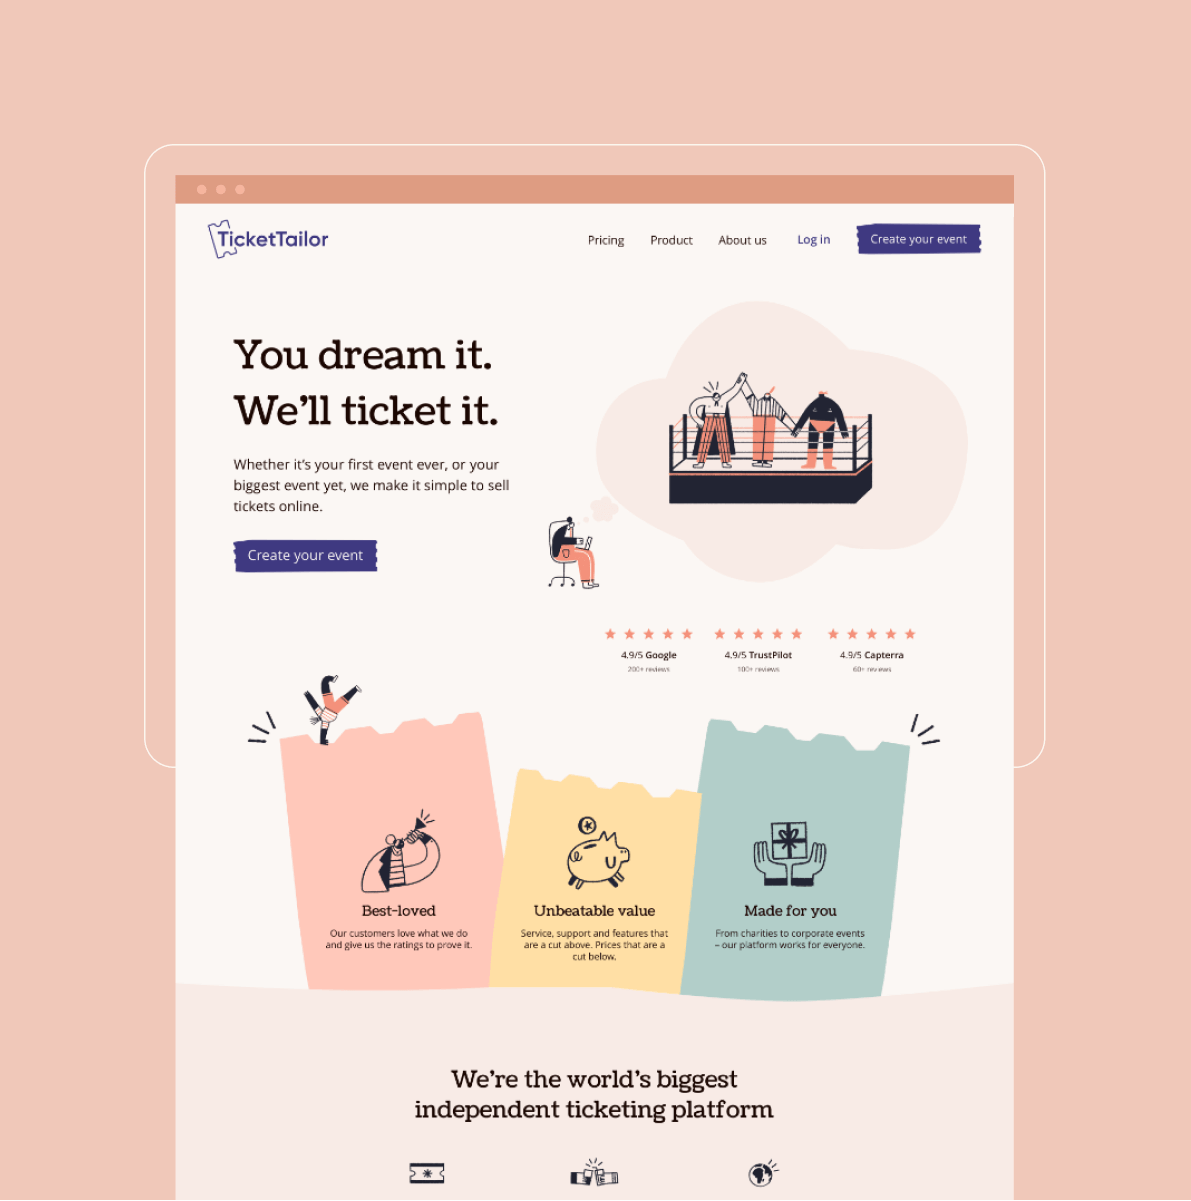 TicketTailor
Pricing
Product
About us
Log in
Create your event
You dream it.
We'll ticket it.
Whether it's your first event ever, or your
biggest event yet, we make it simple to sell
tickets online.
Create your event
4.9/5 Google
200+ reviews
4.9/5 TrustPilot
100+ reviews
4.9/5 Capterra
60+ reviews
Best-loved
Our customers love what we do
and give us the ratings to prove it.
Unbeatable value
Service, support and features that
are a cut above. Prices that are a
cut below.
Made for you
From charities to corporate events
– our platform works for everyone.
We're the world's biggest
independent ticketing platform